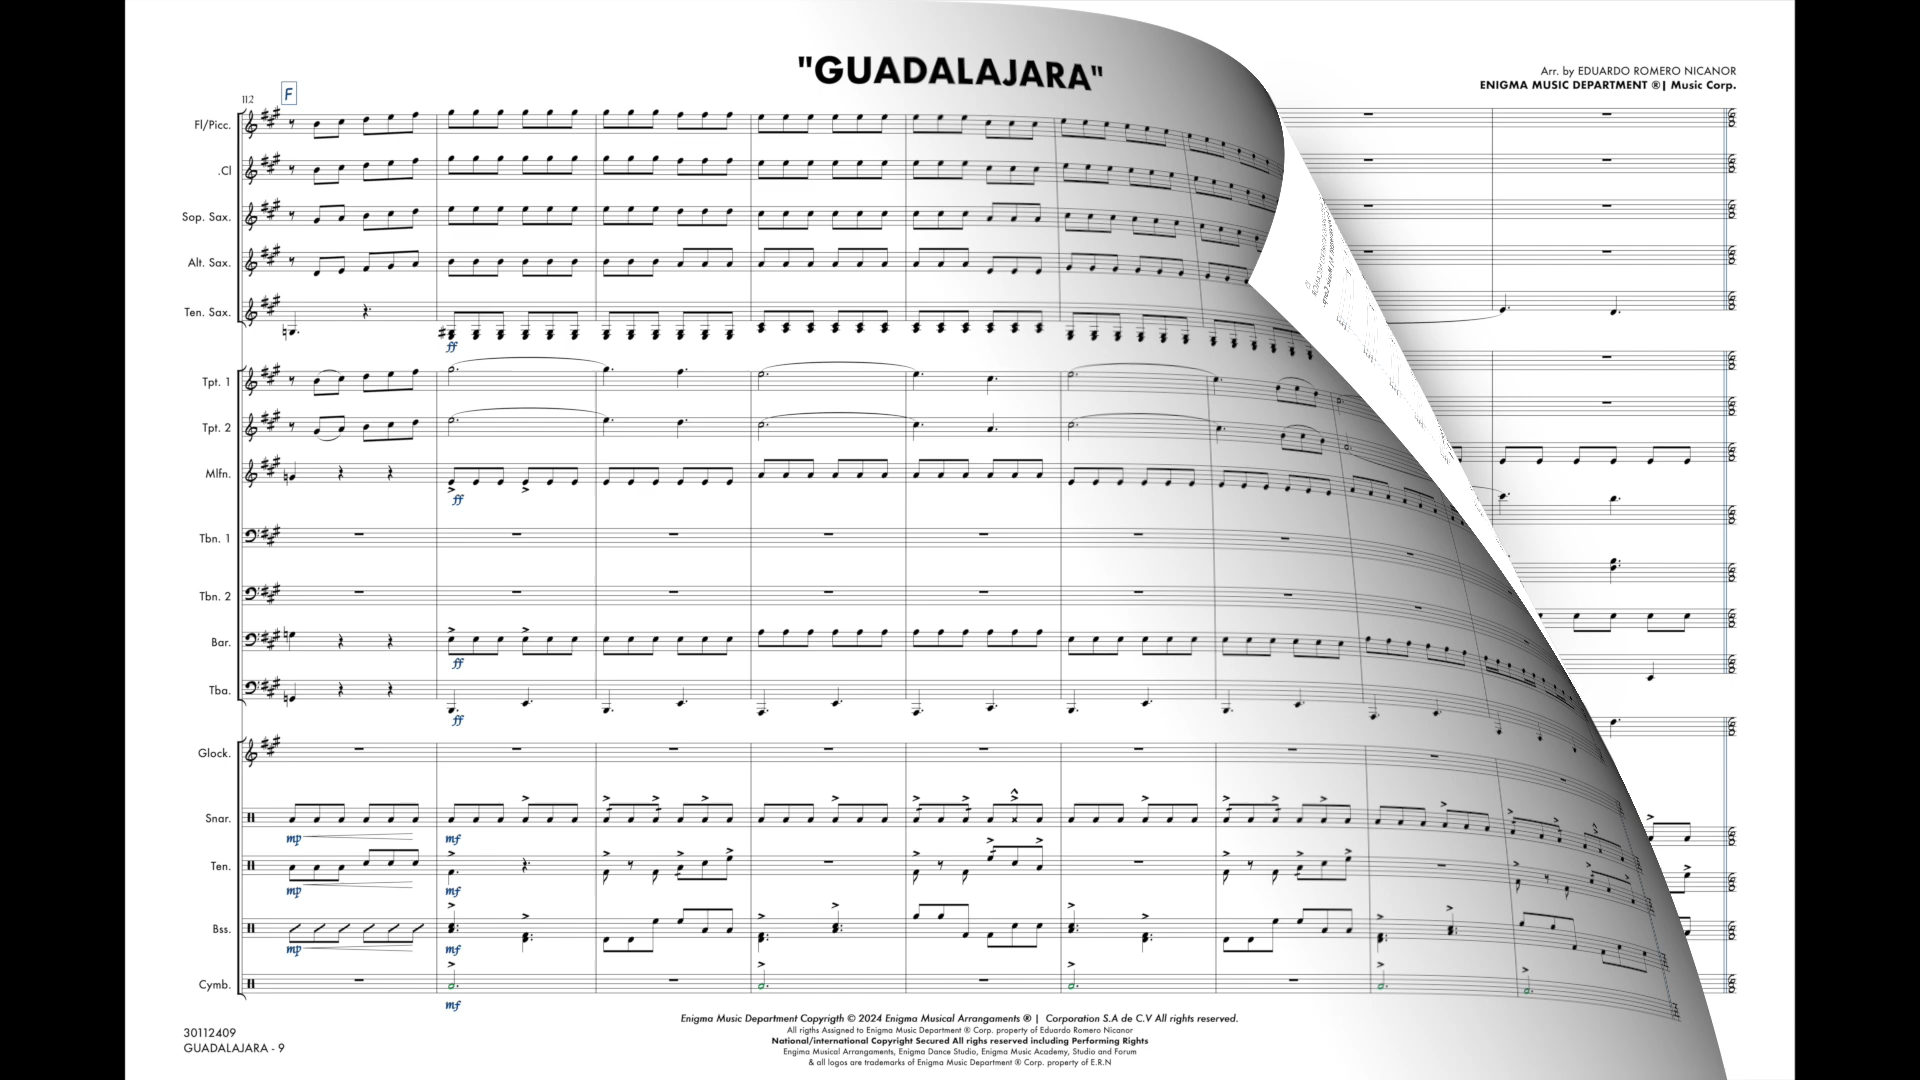 "GUADALAJARA"
Arr. by EDUARDO ROMERO NICANOR
ENIGMA MUSIC DEPARTMENT ®| Music Corp.
112
F
Fl/Picc.
.Cl
Sop. Sax.
Alt. Sax.
Ten. Sax.
ff
Tpt. 1
Tpt. 2
Mlfn.
ff
Tbn. 1
Tbn. 2
Bar.
ff
Tba.
ff
Glock.
Snar.
mp mf
Ten.
mp mf
Bss.
mp mf
Cymb.
mf
Enigma Music Department Copyrigth © 2024 Enigma Musical Arrangaments ® | Corporation S.A de C.V All rights reserved.
All rigths Assigned to Enigma Music Department ® Corp. property of Eduardo Romero Nicanor
National/international Copyright Secured All righs reserved including Performing Rights
Engima Musical Arrangements, Enigma Dance Studio, Enigma Music Academy, Studio and Forum
& all logos are trademarks of Enigma Music Department ® Corp. property of E.R.N
30112409
GUADALAJARA - 9